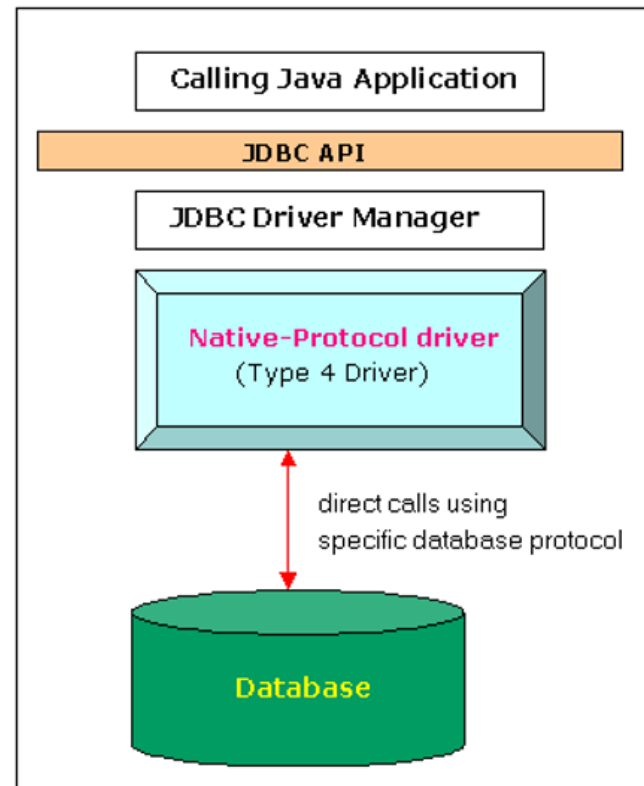 Calling Java Application
JDBC API
JDBC Driver Manager
Native-Protocol driver
(Type 4 Driver)
direct calls using
specific database protocol
Database